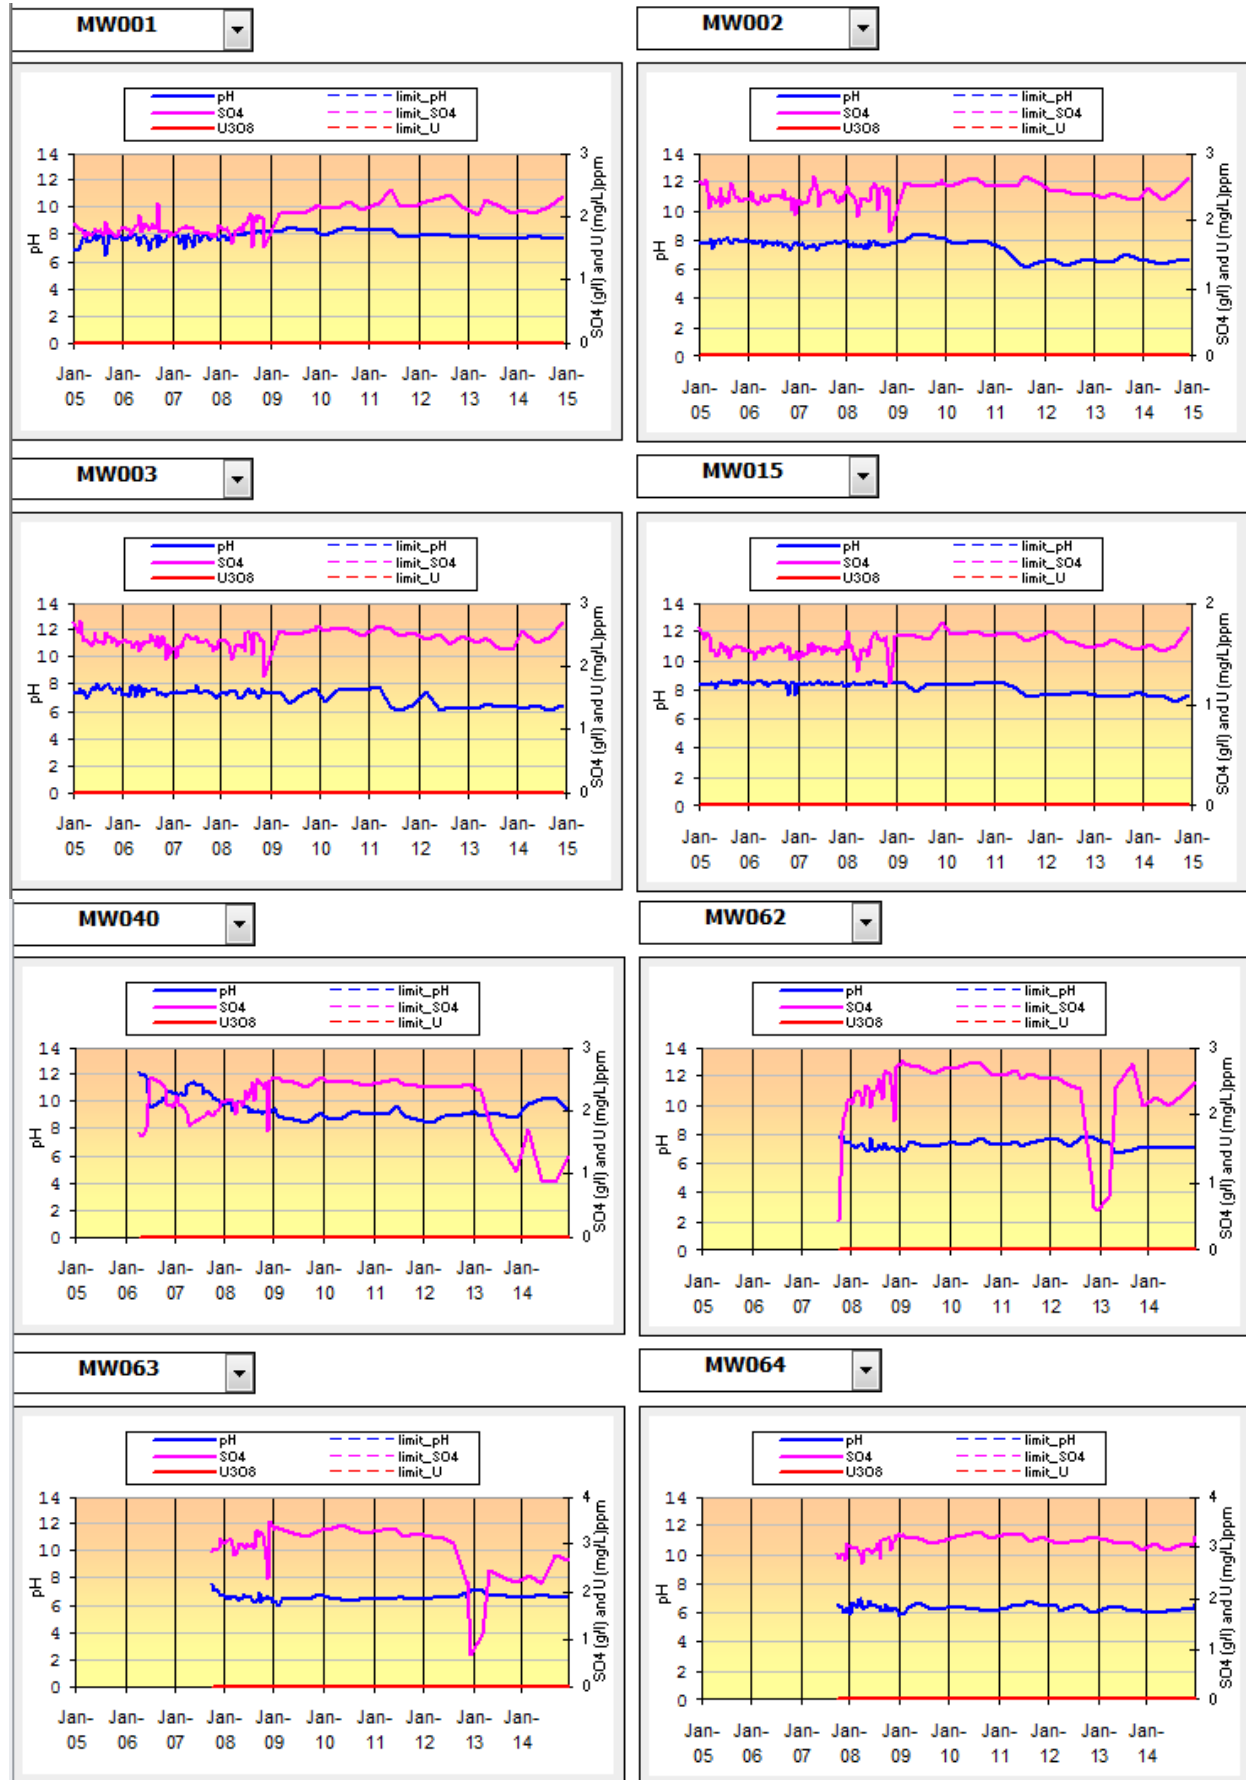 MW001
pH limit_pH
SO4 limit_SO4
U3O8 limit_U
14 12 10 8 6 4 2 0
pH
3 2 1 0
SO4 (g/l) and U (mg/L)ppm
Jan-05 Jan-06 Jan-07 Jan-08 Jan-09 Jan-10 Jan-11 Jan-12 Jan-13 Jan-14 Jan-15
MW002
pH limit_pH
SO4 limit_SO4
U3O8 limit_U
14 12 10 8 6 4 2 0
pH
3 2 1 0
SO4 (g/l) and U (mg/L)ppm
Jan-05 Jan-06 Jan-07 Jan-08 Jan-09 Jan-10 Jan-11 Jan-12 Jan-13 Jan-14 Jan-15
MW003
pH limit_pH
SO4 limit_SO4
U3O8 limit_U
14 12 10 8 6 4 2 0
pH
3 2 1 0
SO4 (g/l) and U (mg/L)ppm
Jan-05 Jan-06 Jan-07 Jan-08 Jan-09 Jan-10 Jan-11 Jan-12 Jan-13 Jan-14 Jan-15
MW015
pH limit_pH
SO4 limit_SO4
U3O8 limit_U
14 12 10 8 6 4 2 0
pH
2 1 0
SO4 (g/l) and U (mg/L)ppm
Jan-05 Jan-06 Jan-07 Jan-08 Jan-09 Jan-10 Jan-11 Jan-12 Jan-13 Jan-14 Jan-15
MW040
pH limit_pH
SO4 limit_SO4
U3O8 limit_U
14 12 10 8 6 4 2 0
pH
3 2 1 0
SO4 (g/l) and U (mg/L)ppm
Jan-05 Jan-06 Jan-07 Jan-08 Jan-09 Jan-10 Jan-11 Jan-12 Jan-13 Jan-14
MW062
pH limit_pH
SO4 limit_SO4
U3O8 limit_U
14 12 10 8 6 4 2 0
pH
3 2 1 0
SO4 (g/l) and U (mg/L)ppm
Jan-05 Jan-06 Jan-07 Jan-08 Jan-09 Jan-10 Jan-11 Jan-12 Jan-13 Jan-14
MW063
pH limit_pH
SO4 limit_SO4
U3O8 limit_U
14 12 10 8 6 4 2 0
pH
4 3 2 1 0
SO4 (g/l) and U (mg/L)ppm
Jan-05 Jan-06 Jan-07 Jan-08 Jan-09 Jan-10 Jan-11 Jan-12 Jan-13 Jan-14
MW064
pH limit_pH
SO4 limit_SO4
U3O8 limit_U
14 12 10 8 6 4 2 0
pH
4 3 2 1 0
SO4 (g/l) and U (mg/L)ppm
Jan-05 Jan-06 Jan-07 Jan-08 Jan-09 Jan-10 Jan-11 Jan-12 Jan-13 Jan-14